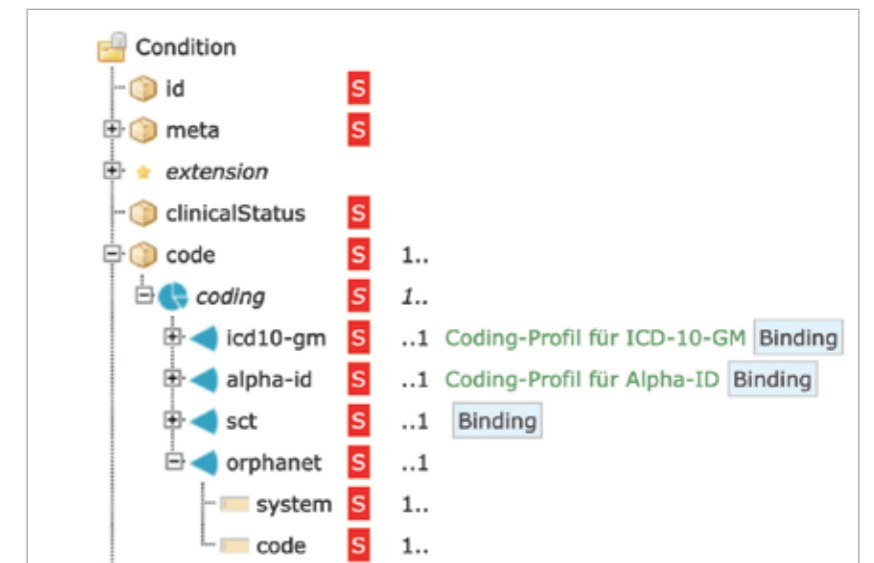 Condition
id S
meta S
extension
clinicalStatus S
code S 1..
coding S 1..
icd10-gm S ..1 Coding-Profil für ICD-10-GM Binding
alpha-id S ..1 Coding-Profil für Alpha-ID Binding
sct S ..1 Binding
orphanet S ..1
system S 1..
code S 1..